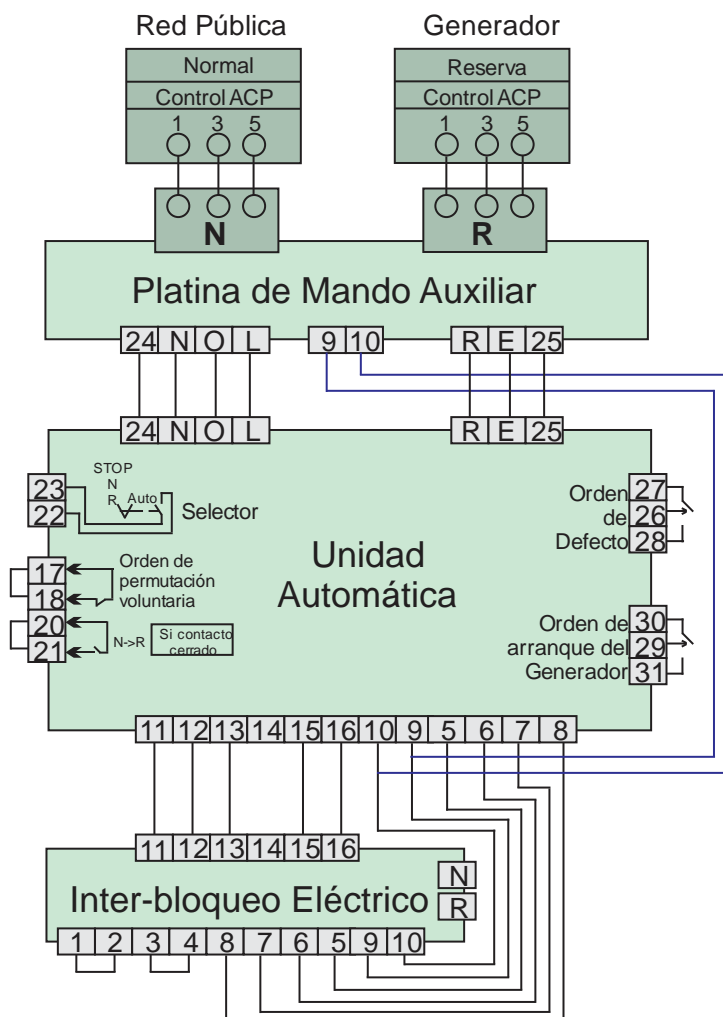 Red Pública
Generador
Normal
Reserva
Control ACP
Control ACP
1 3 5
1 3 5
N
R
Platina de Mando Auxiliar
24 N O L
9 10
R E 25
24 N O L
R E 25
STOP
N
R Auto
23
22
Selector
17
18
20
21
Orden de
permutación
voluntaria
N->R
Si contacto
cerrado
Unidad
Automática
Orden
de
Defecto
27
26
28
Orden de
arranque del
Generador
30
29
31
11 12 13 14 15 16 10 9 5 6 7 8
11 12 13 14 15 16
Inter-bloqueo Eléctrico
N
R
1 2 3 4 8 7 6 5 9 10